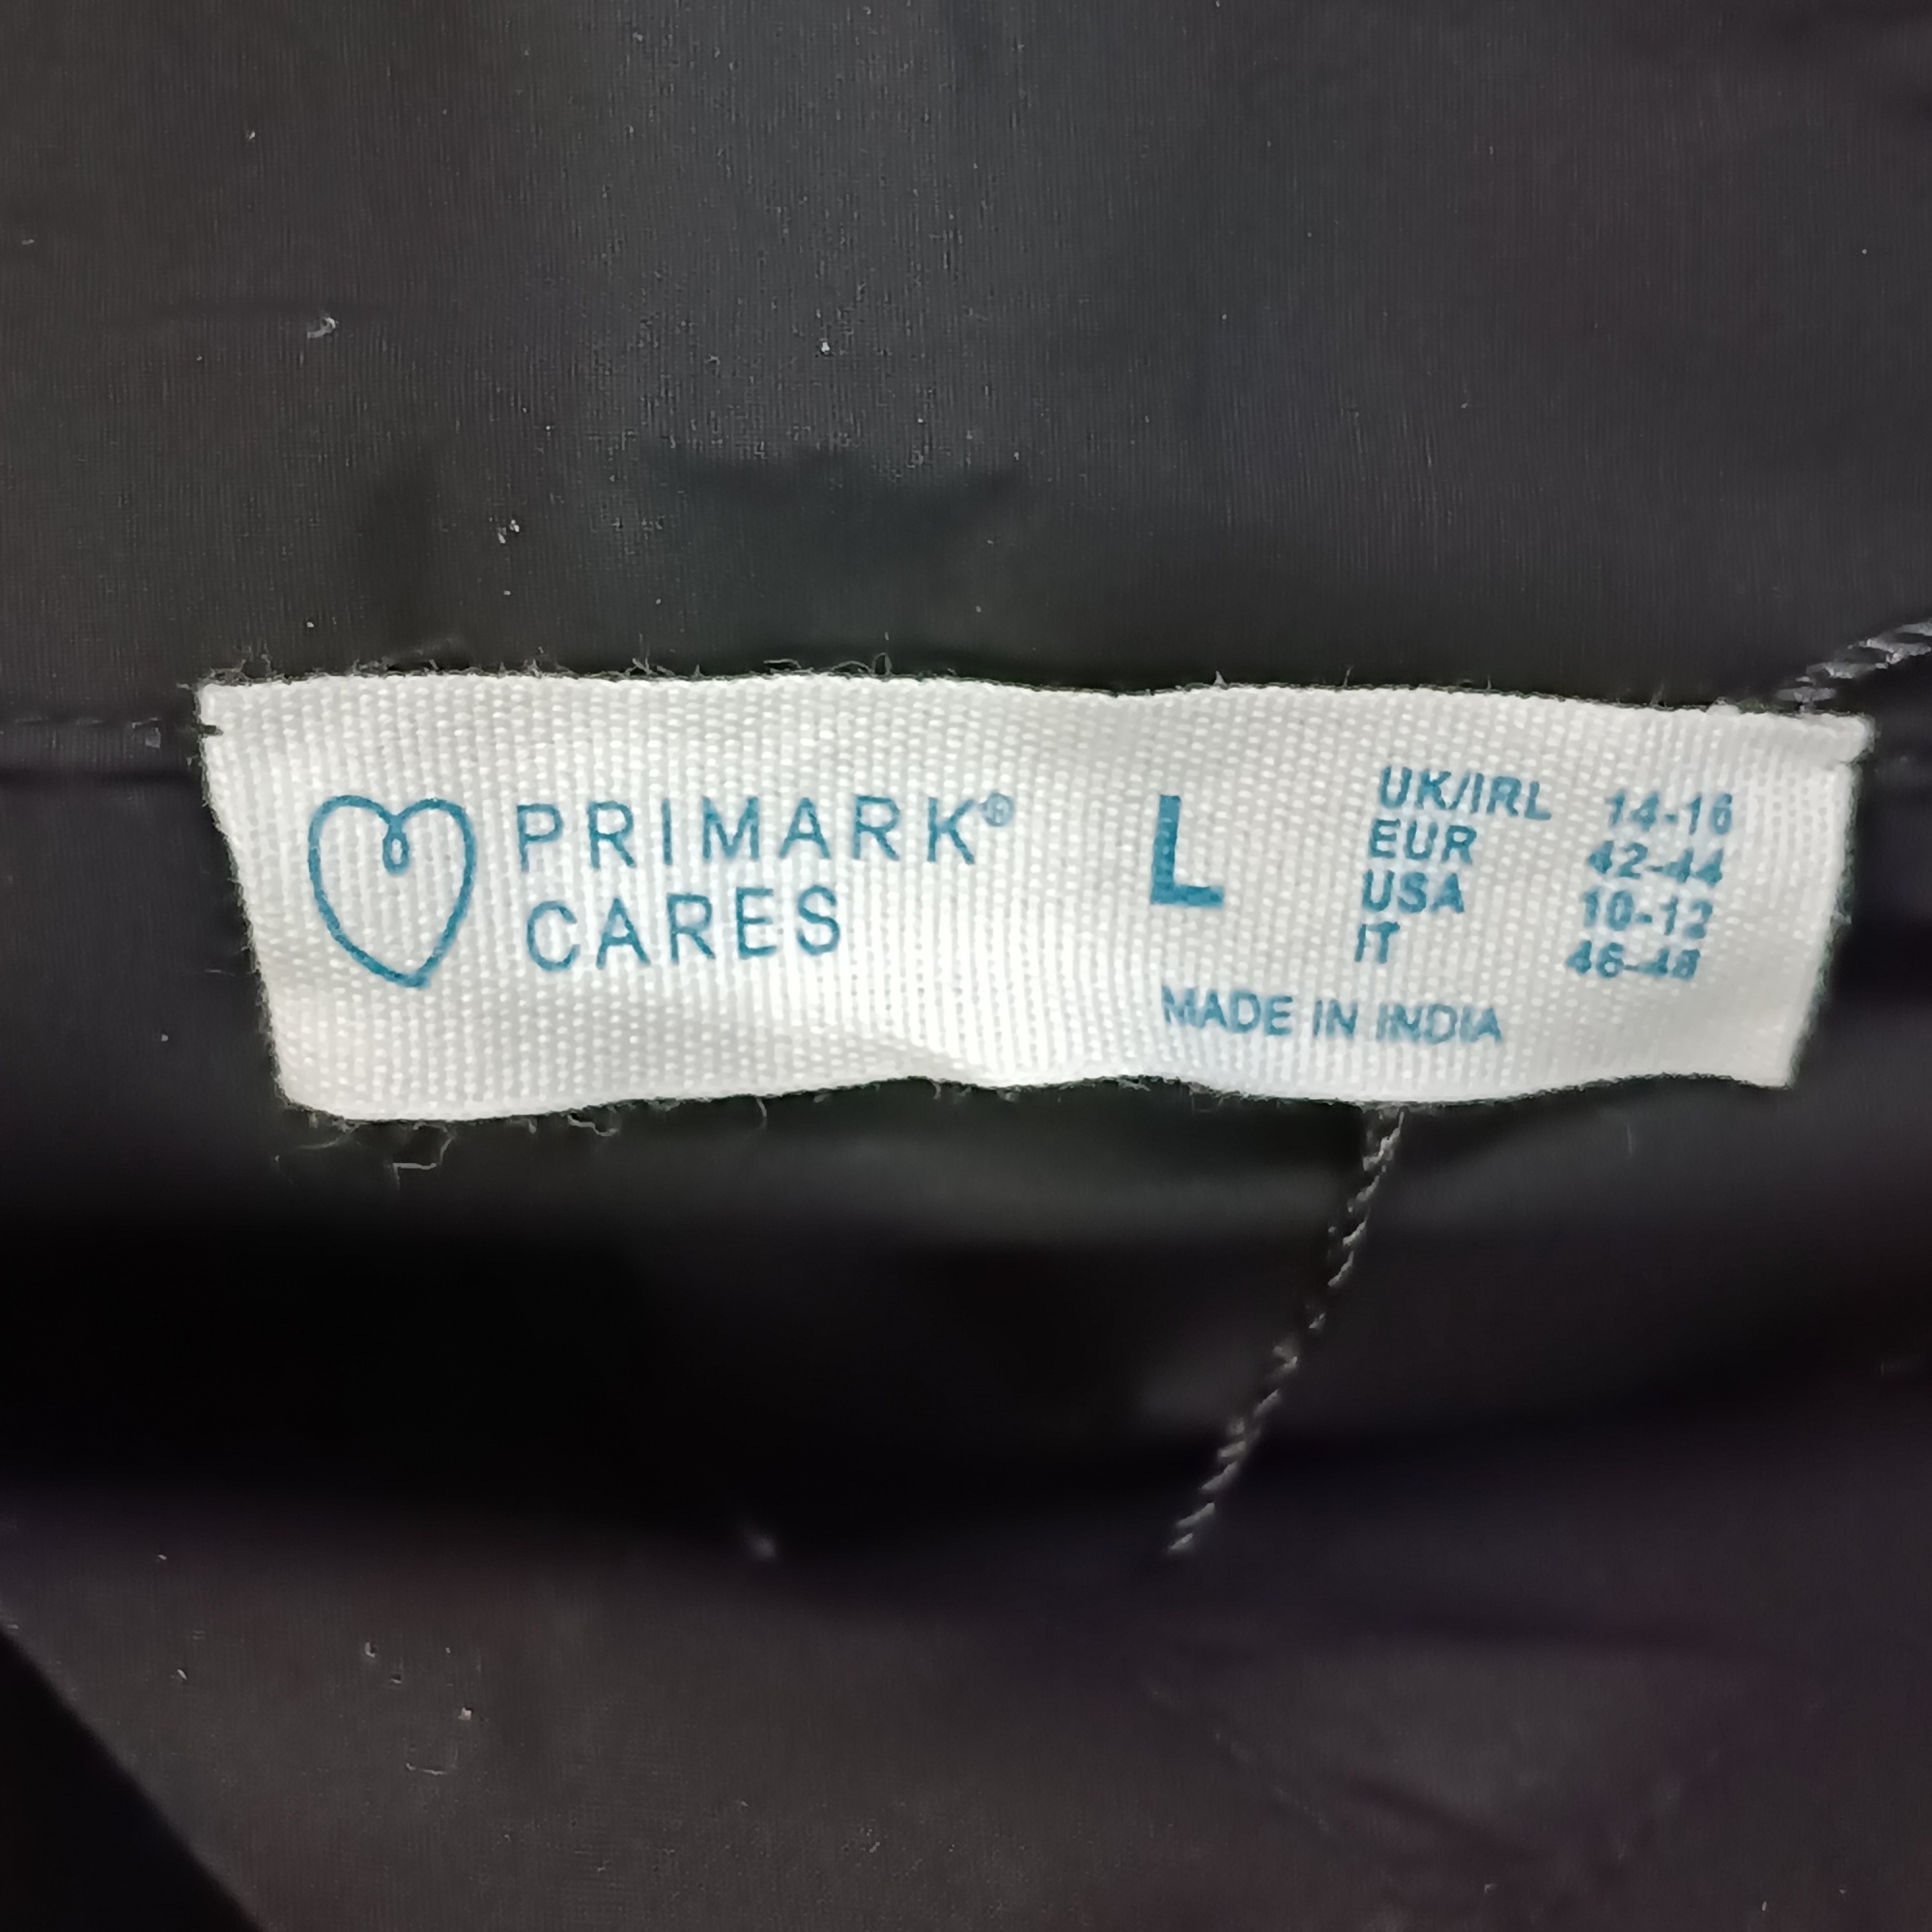 PRIMARK®
CARES
L
UK/IRL 14-16
EUR 42-44
USA 10-12
IT 46-48
MADE IN INDIA